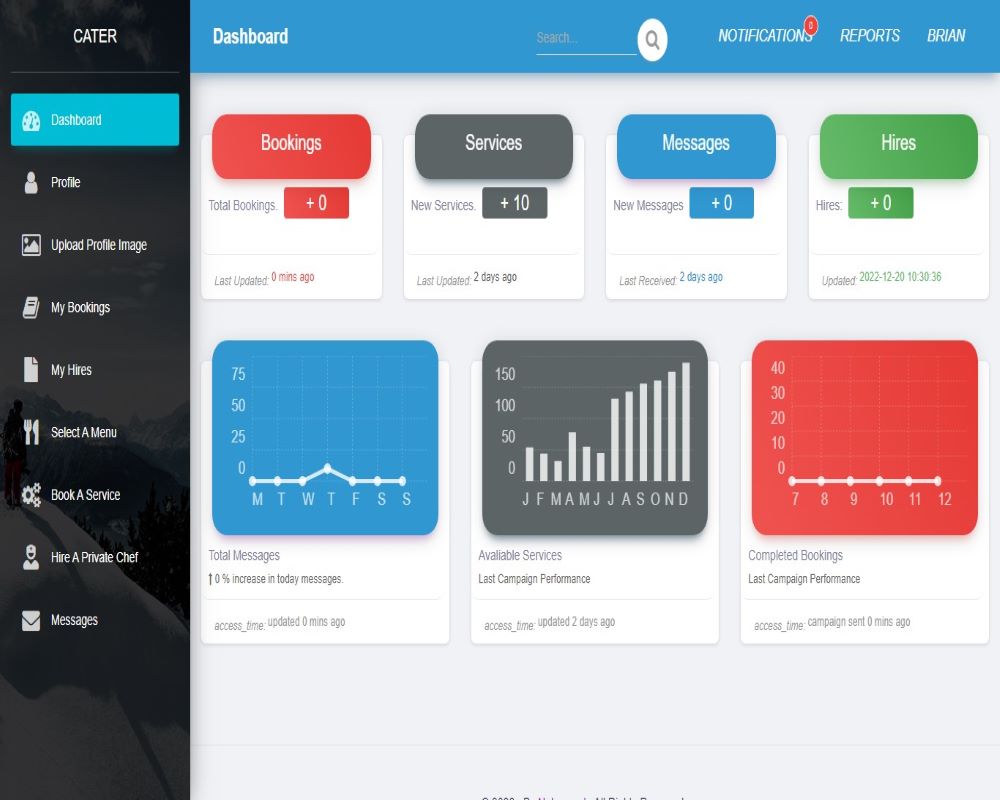 CATER
Dashboard
Search...
0
NOTIFICATIONS
REPORTS
BRIAN
Dashboard
Profile
Upload Profile Image
My Bookings
My Hires
Select A Menu
Book A Service
Hire A Private Chef
Messages
Bookings
Total Bookings. + 0
Last Updated: 0 mins ago
Services
New Services. + 10
Last Updated: 2 days ago
Messages
New Messages + 0
Last Received: 2 days ago
Hires
Hires: + 0
Updated: 2022-12-20 10:30:36
75
50
25
0
M T W T F S S
Total Messages
↑ 0 % increase in today messages.
access_time: updated 0 mins ago
150
100
50
0
J F M A M J J A S O N D
Avaliable Services
Last Campaign Performance
access_time: updated 2 days ago
40
30
20
10
0
7 8 9 10 11 12
Completed Bookings
Last Campaign Performance
access_time: campaign sent 0 mins ago